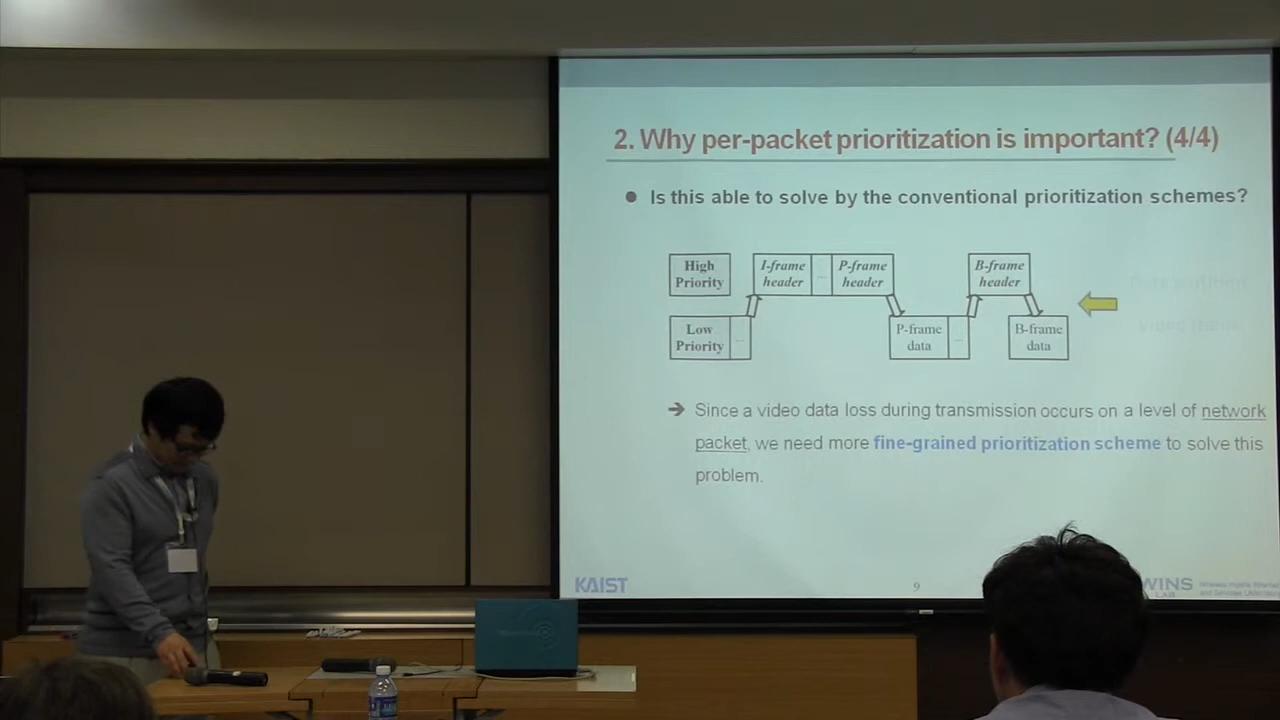 2. Why per-packet prioritization is important? (4/4)
● Is this able to solve by the conventional prioritization schemes?
High Priority
I-frame header
...
P-frame header
B-frame header
Low Priority
...
P-frame data
...
B-frame data
➔ Since a video data loss during transmission occurs on a level of network
packet, we need more fine-grained prioritization scheme to solve this
problem.
KAIST
9
WINS
LAB